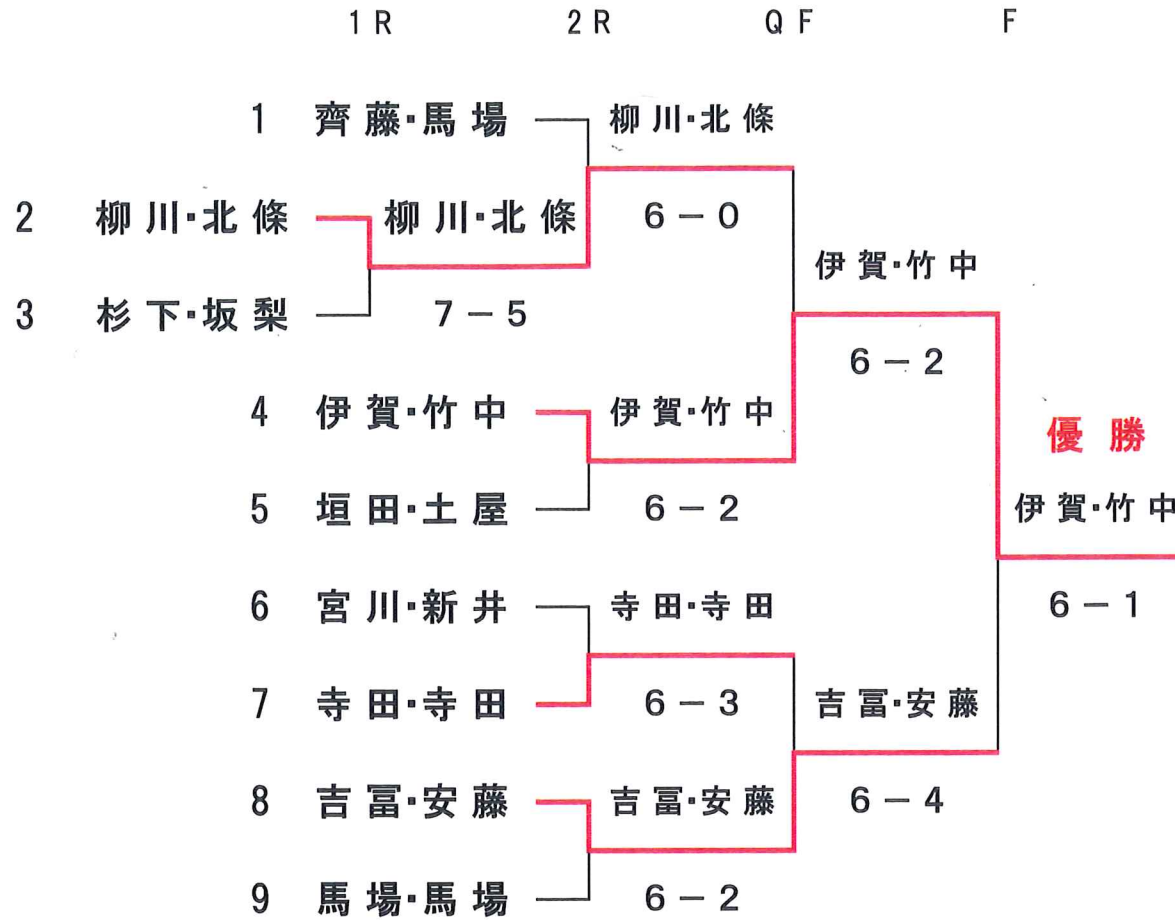 1R 2R QF F
1 齊藤・馬場 柳川・北條
2 柳川・北條 柳川・北條 6－0
伊賀・竹中
3 杉下・坂梨 7－5
6－2
4 伊賀・竹中 伊賀・竹中
優勝
5 垣田・土屋 6－2 伊賀・竹中
6 宮川・新井 寺田・寺田 6－1
7 寺田・寺田 6－3 吉冨・安藤
8 吉冨・安藤 吉冨・安藤 6－4
9 馬場・馬場 6－2